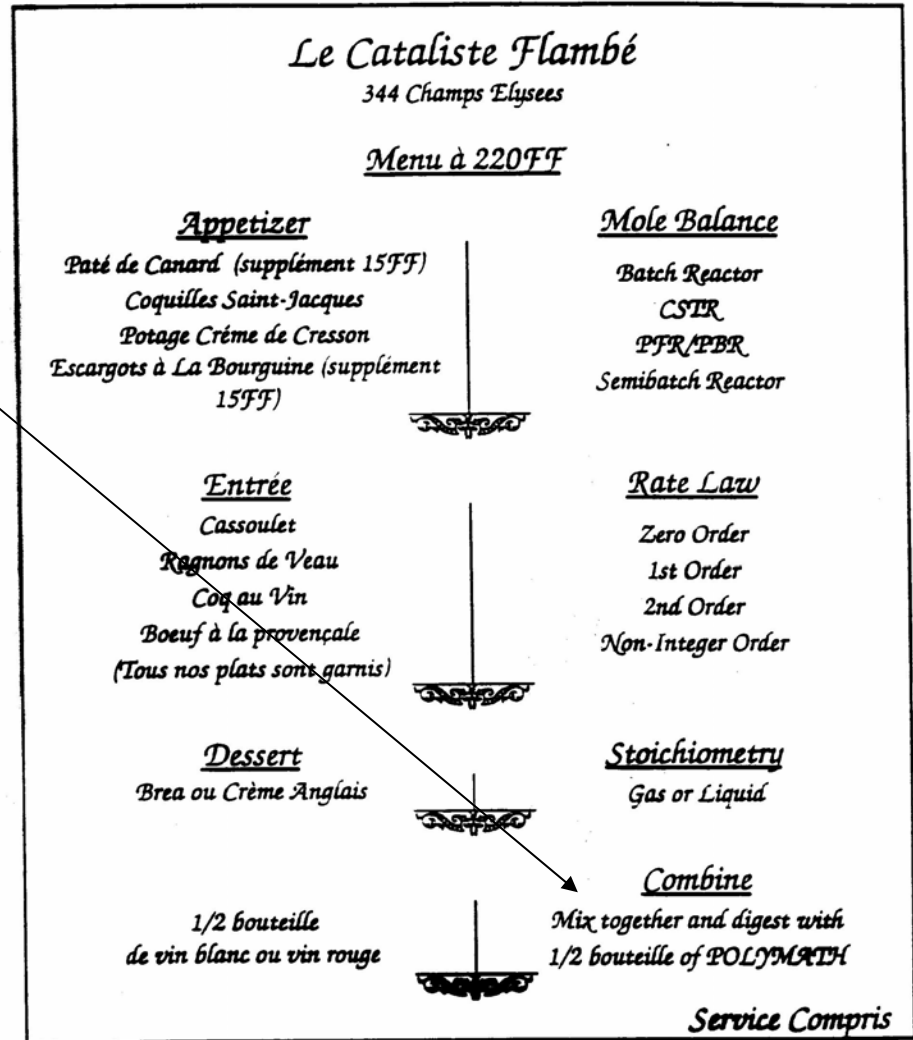 Le Cataliste Flambé
344 Champs Elysees
Menu à 220FF
Appetizer
Paté de Canard (supplément 15FF)
Coquilles Saint-Jacques
Potage Créme de Cresson
Escargots à La Bourguine (supplément
15FF)
Mole Balance
Batch Reactor
CSTR
PFR/PBR
Semibatch Reactor
Entrée
Cassoulet
Ragnons de Veau
Coq au Vin
Boeuf à la provençale
(Tous nos plats sont garnis)
Rate Law
Zero Order
1st Order
2nd Order
Non-Integer Order
Dessert
Brea ou Crème Anglais
Stoichiometry
Gas or Liquid
1/2 bouteille
de vin blanc ou vin rouge
Combine
Mix together and digest with
1/2 bouteille of POLYMATH
Service Compris